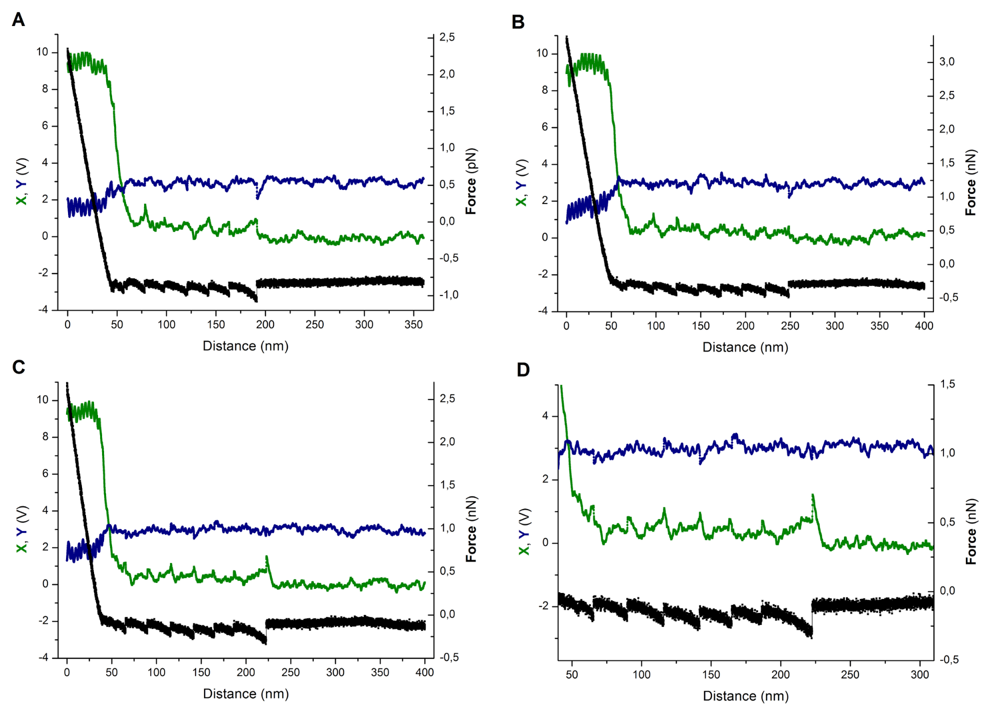 A
10
8
6
4
2
0
-2
-4
X, Y (V)
2,5
2,0
1,5
1,0
0,5
0,0
-0,5
-1,0
Force (pN)
0 50 100 150 200 250 300 350
Distance (nm)
B
10
8
6
4
2
0
-2
-4
X, Y (V)
3,0
2,5
2,0
1,5
1,0
0,5
0,0
-0,5
Force (nN)
0 50 100 150 200 250 300 350 400
Distance (nm)
C
10
8
6
4
2
0
-2
-4
X, Y (V)
2,5
2,0
1,5
1,0
0,5
0,0
-0,5
Force (nN)
0 50 100 150 200 250 300 350 400
Distance (nm)
D
4
2
0
-2
X, Y (V)
1,5
1,0
0,5
0,0
-0,5
Force (nN)
50 100 150 200 250 300
Distance (nm)